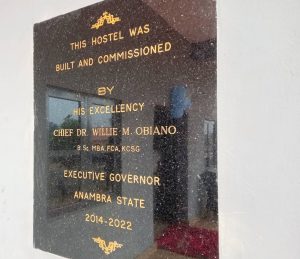 THIS HOSTEL WAS
BUILT AND COMMISSIONED
BY
HIS EXCELLENCY
CHIEF DR. WILLIE M. OBIANO
B.Sc, MBA, FCA, KCSG
EXECUTIVE GOVERNOR
ANAMBRA STATE
2014-2022